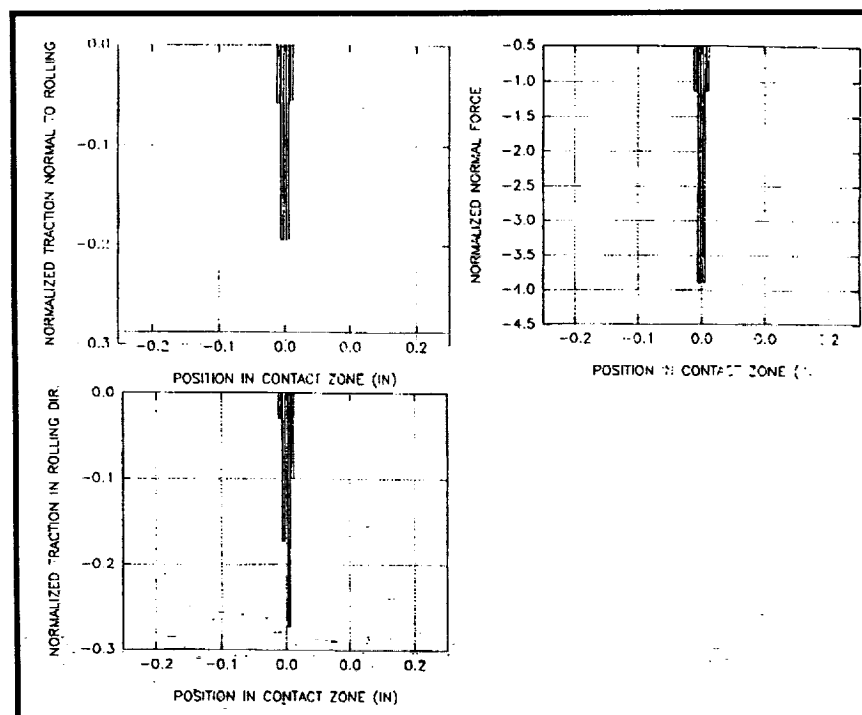 NORMALIZED TRACTION NORMAL TO ROLLING
0.0
-0.1
-0.2
0.3
-0.2 -0.1 0.0 0.0 0.2
POSITION IN CONTACT ZONE (IN)
NORMALIZED NORMAL FORCE
-0.5
-1.0
-1.5
-2.0
-2.5
-3.0
-3.5
-4.0
-4.5
-0.2 -0.1 0.0 0.0
POSITION CONTACT ZONE
NORMALIZED TRACTION IN ROLLING DIR.
0.0
-0.1
-0.2
-0.3
-0.2 -0.1 0.0 0.0 0.2
POSITION IN CONTACT ZONE (IN)